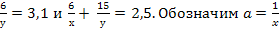 6/y = 3,1 и 6/x + 15/y = 2,5. Обозначим a = 1/x